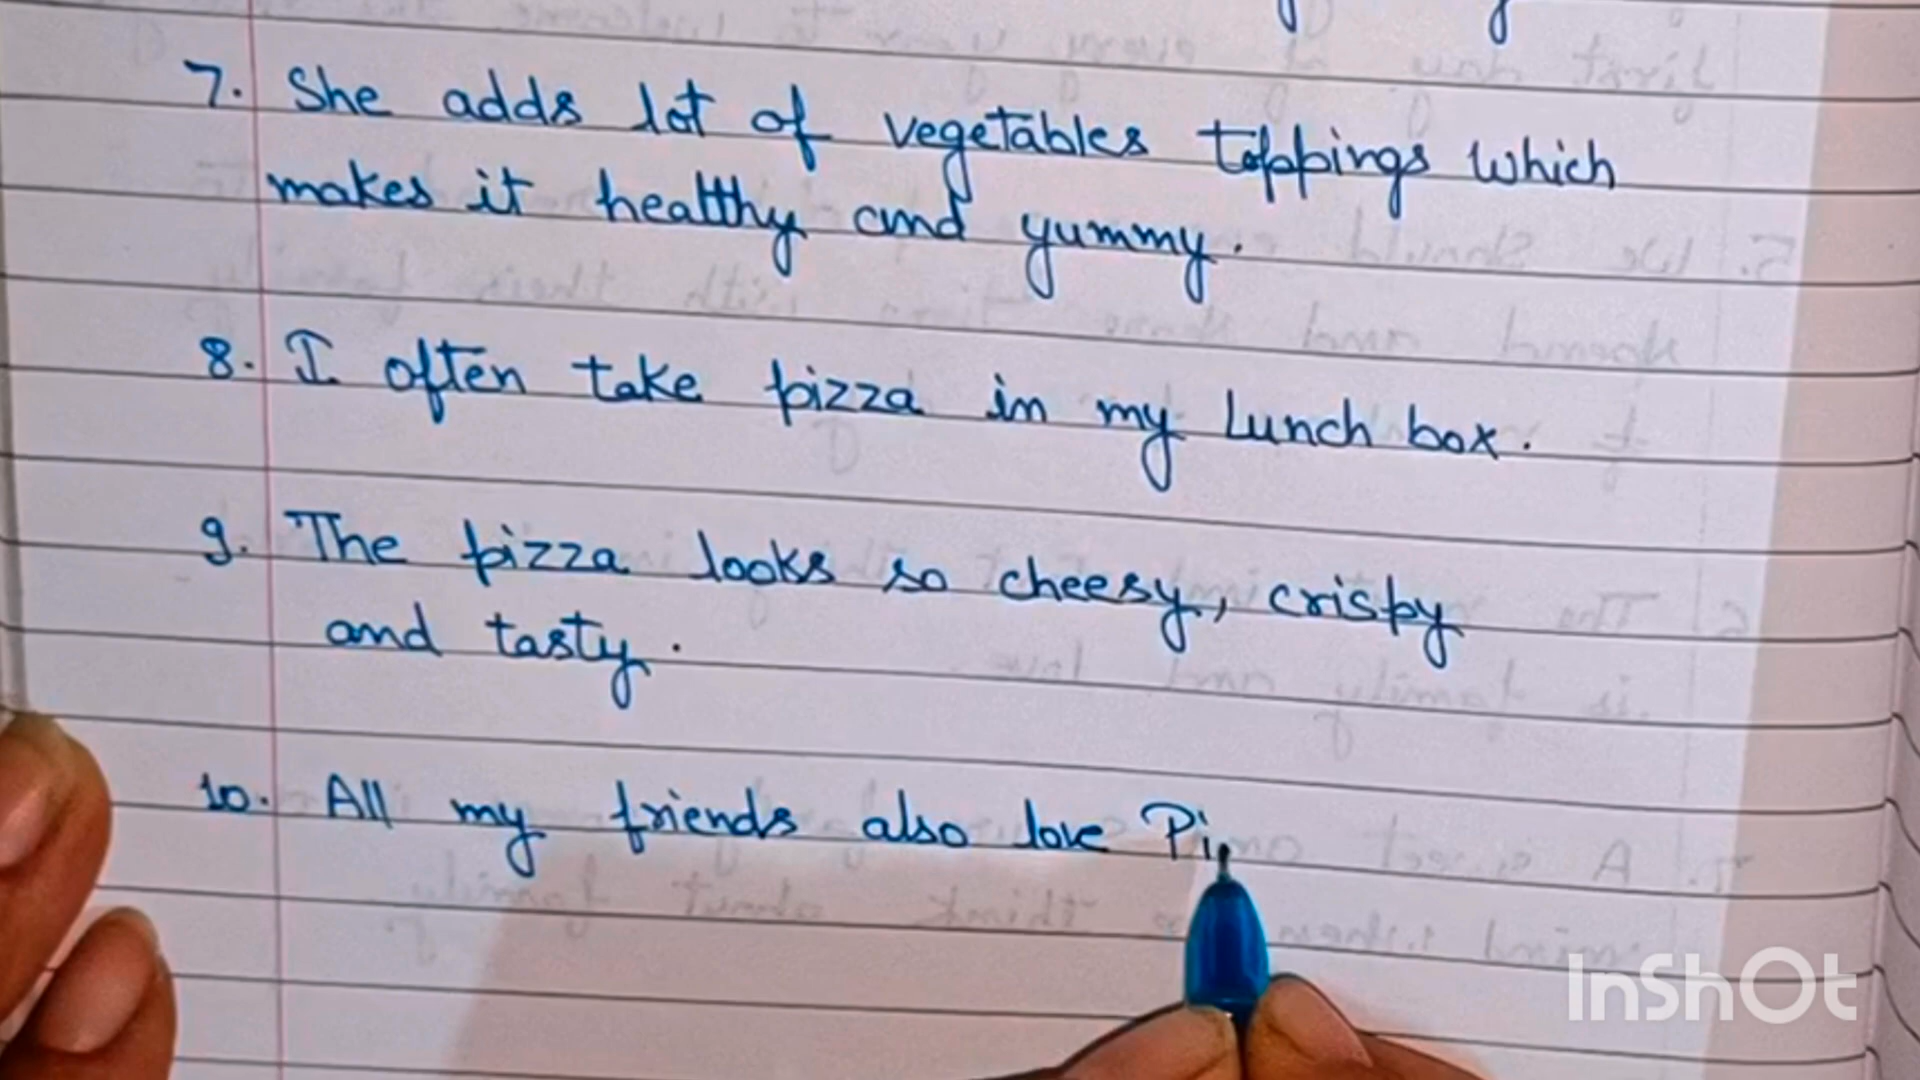 7. She adds lot of vegetables toppings which
makes it healthy and yummy.
8. I often take pizza in my Lunch box.
9. The pizza looks so cheesy, crispy
and tasty.
10. All my friends also love Pi
InShOt